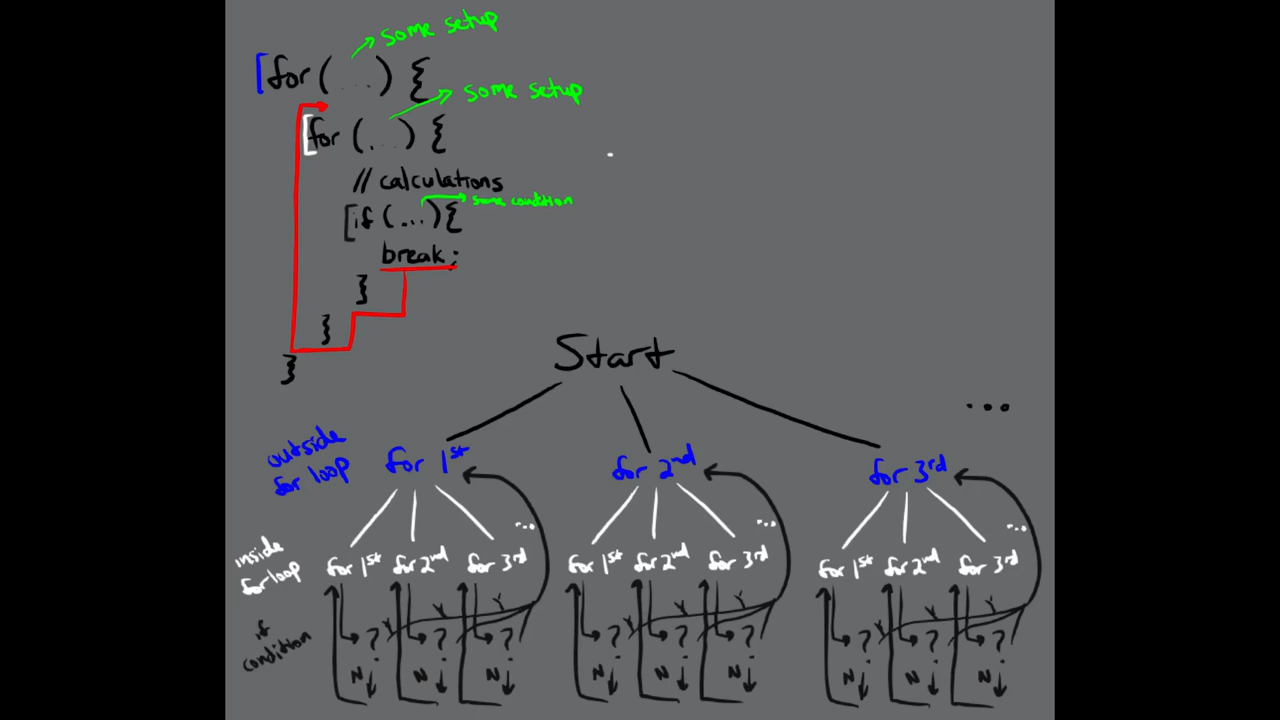 some setup
[for (...) {
some setup
[for (...) {
// calculations
some condition
[if (...) {
break;
}
}
}
Start
...
outside for loop
for 1st
for 2nd
for 3rd
... ... ...
inside for loop
for 1st for 2nd for 3rd
for 1st for 2nd for 3rd
for 1st for 2nd for 3rd
if condition
Y Y Y
Y Y Y
Y Y Y
? ? ?
? ? ?
? ? ?
N N N
N N N
N N N